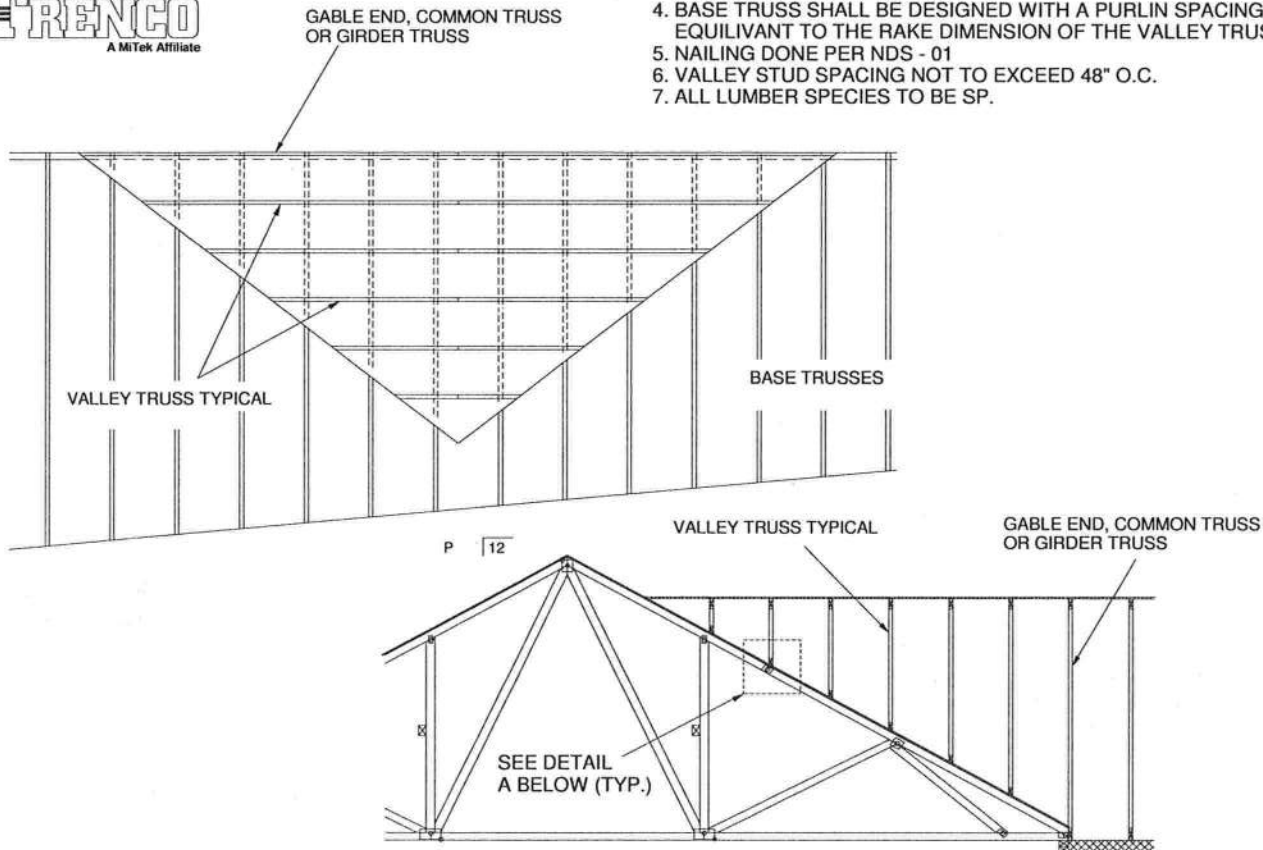 TRENCO
A MiTek Affiliate
GABLE END, COMMON TRUSS
OR GIRDER TRUSS
4. BASE TRUSS SHALL BE DESIGNED WITH A PURLIN SPACING
EQUILIVANT TO THE RAKE DIMENSION OF THE VALLEY TRUS
5. NAILING DONE PER NDS - 01
6. VALLEY STUD SPACING NOT TO EXCEED 48" O.C.
7. ALL LUMBER SPECIES TO BE SP.
VALLEY TRUSS TYPICAL
BASE TRUSSES
P 12
VALLEY TRUSS TYPICAL
GABLE END, COMMON TRUSS
OR GIRDER TRUSS
SEE DETAIL
A BELOW (TYP.)